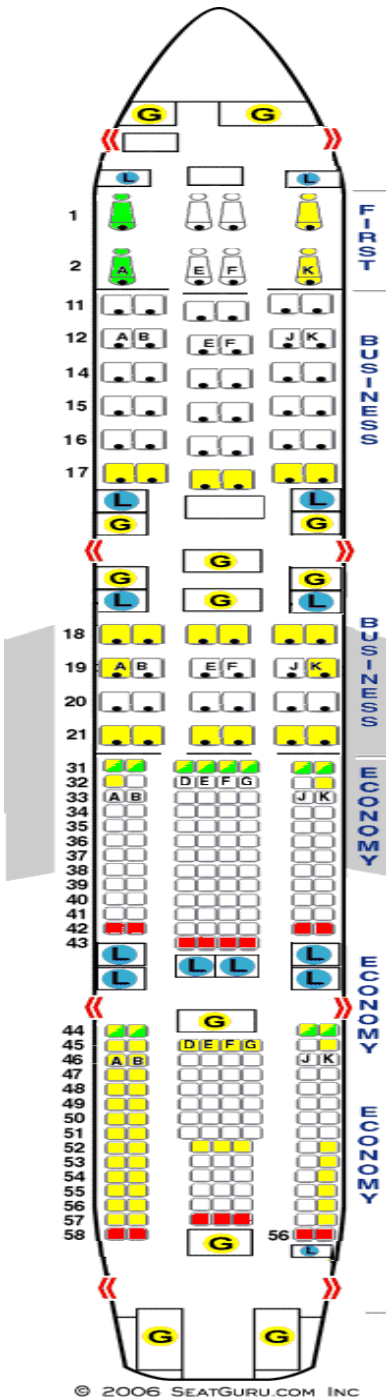 G G
L L
1
FIRST
2 A E F K
11
12 A B E F J K
BUSINESS
14
15
16
17
L L
G G
G
G G
L G L
18
BUSINESS
19 A B E F J K
20
21
31
32 D E F G
33 A B J K
ECONOMY
34
35
36
37
38
39
40
41
42
43
L L
L L L L
ECONOMY
G
44
45 D E F G
46 A B J K
47
48
49
ECONOMY
50
51
52
53
54
55
56
57
58 G 56
L
G G
© 2006 SEATGURU.COM INC